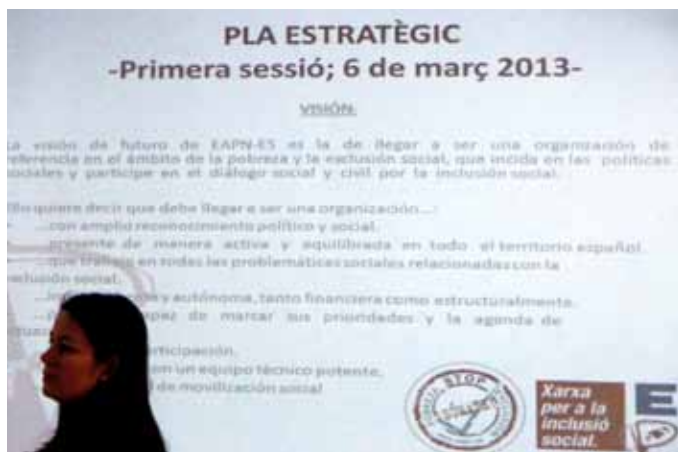 PLA ESTRATÈGIC
-Primera sessió; 6 de març 2013-
VISIÓN:
La visión de futuro de EAPN-ES es la de llegar a ser una organización de
referencia en el ámbito de la pobreza y la exclusión social, que incida en las políticas
sociales y participe en el diálogo social y civil por la inclusión social.
Ello quiere decir que debe llegar a ser una organización...:
...con amplio reconocimiento político y social.
...presente de manera activa y equilibrada en todo el territorio español.
...que trabaja en todas las problemáticas sociales relacionadas con la
exclusión social.
y autónoma, tanto financiera como estructuralmente.
de marcar sus prioridades y la agenda de
participación.
un equipo técnico potente,
de movilización social
STOP
Xarxa
per a la
inclusió
social.